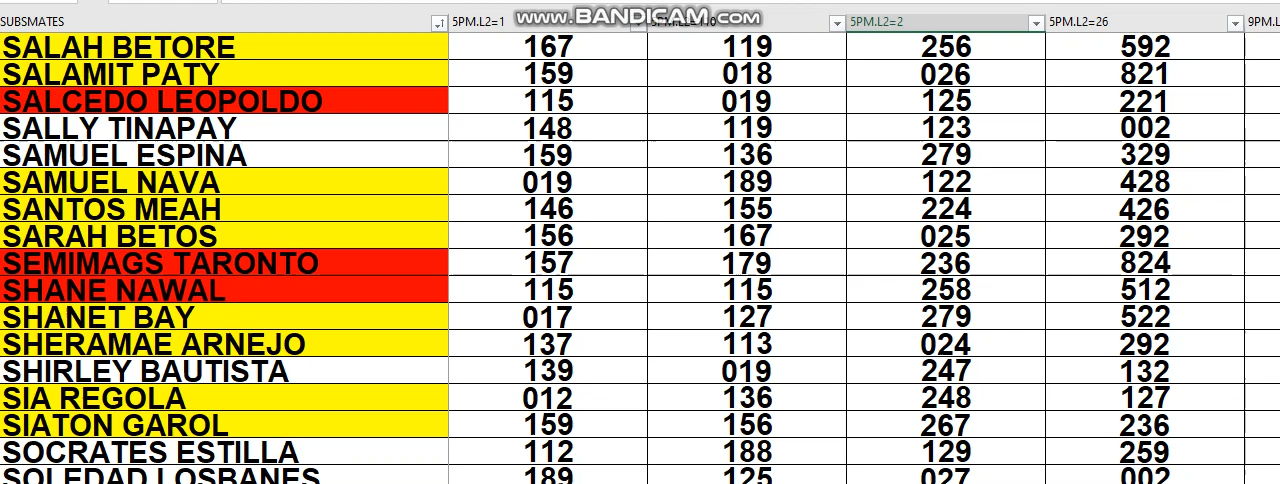 www.BANDICAM.com
SUBSMATES 5PM.L2=1 5PM.L2=2 5PM.L2=26 9PM.L
SALAH BETORE 167 119 256 592
SALAMIT PATY 159 018 026 821
SALCEDO LEOPOLDO 115 019 125 221
SALLY TINAPAY 148 119 123 002
SAMUEL ESPINA 159 136 279 329
SAMUEL NAVA 019 189 122 428
SANTOS MEAH 146 155 224 426
SARAH BETOS 156 167 025 292
SEMIMAGS TARONTO 157 179 236 824
SHANE NAWAL 115 115 258 512
SHANET BAY 017 127 279 522
SHERAMAE ARNEJO 137 113 024 292
SHIRLEY BAUTISTA 139 019 247 132
SIA REGOLA 012 136 248 127
SIATON GAROL 159 156 267 236
SOCRATES ESTILLA 112 188 129 259
SOLEDAD LOSBANES 189 125 027 002